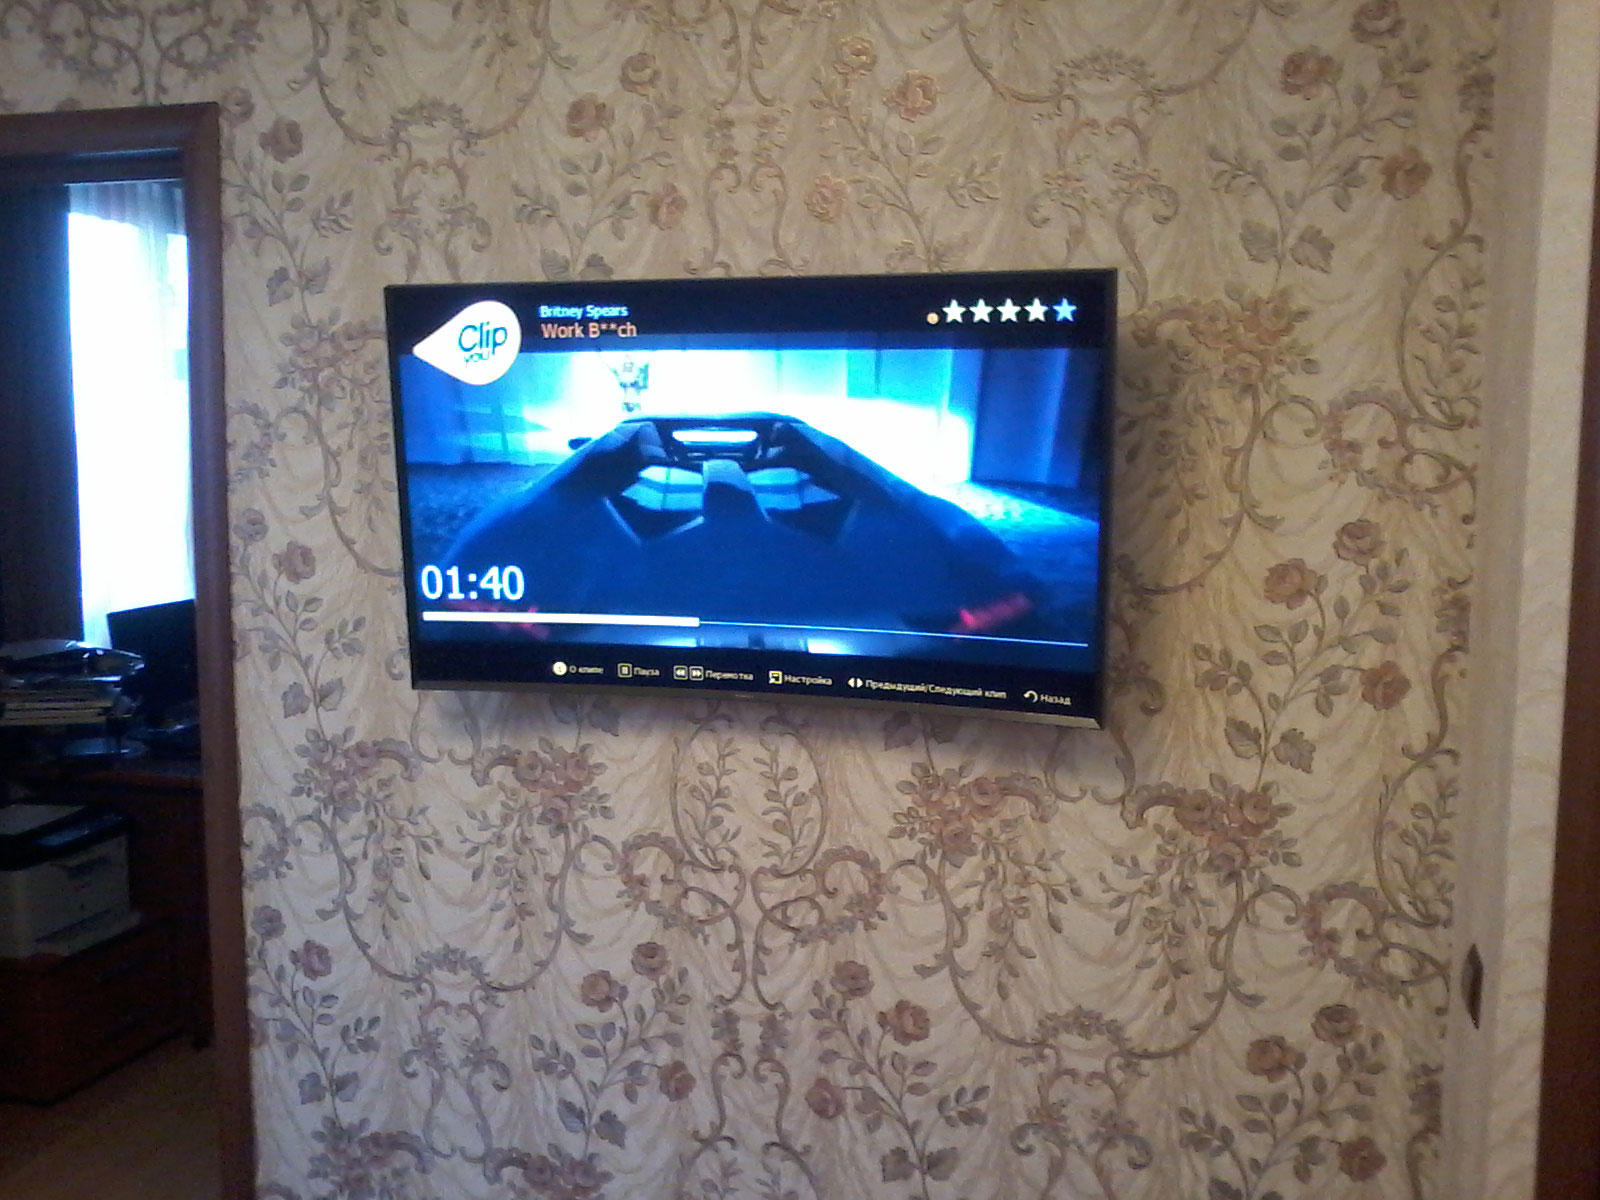 Clip
YOU
Britney Spears
Work B**ch
01:40
О клипе
Пауза
Перемотка
Настройка
Предыдущий/Следующий клип
Назад